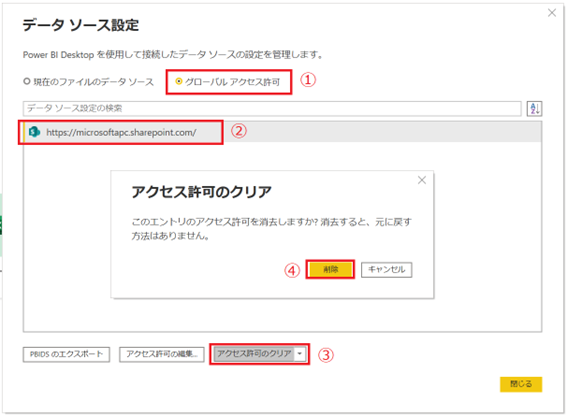 データ ソース設定
Power BI Desktop を使用して接続したデータ ソースの設定を管理します。
現在のファイルのデータ ソース グローバル アクセス許可 ①
データ ソース設定の検索
https://microsoftapc.sharepoint.com/ ②
アクセス許可のクリア
このエントリのアクセス許可を消去しますか? 消去すると、元に戻す
方法はありません。
④ 削除 キャンセル
PBIDS のエクスポート アクセス許可の編集... アクセス許可のクリア ③
閉じる